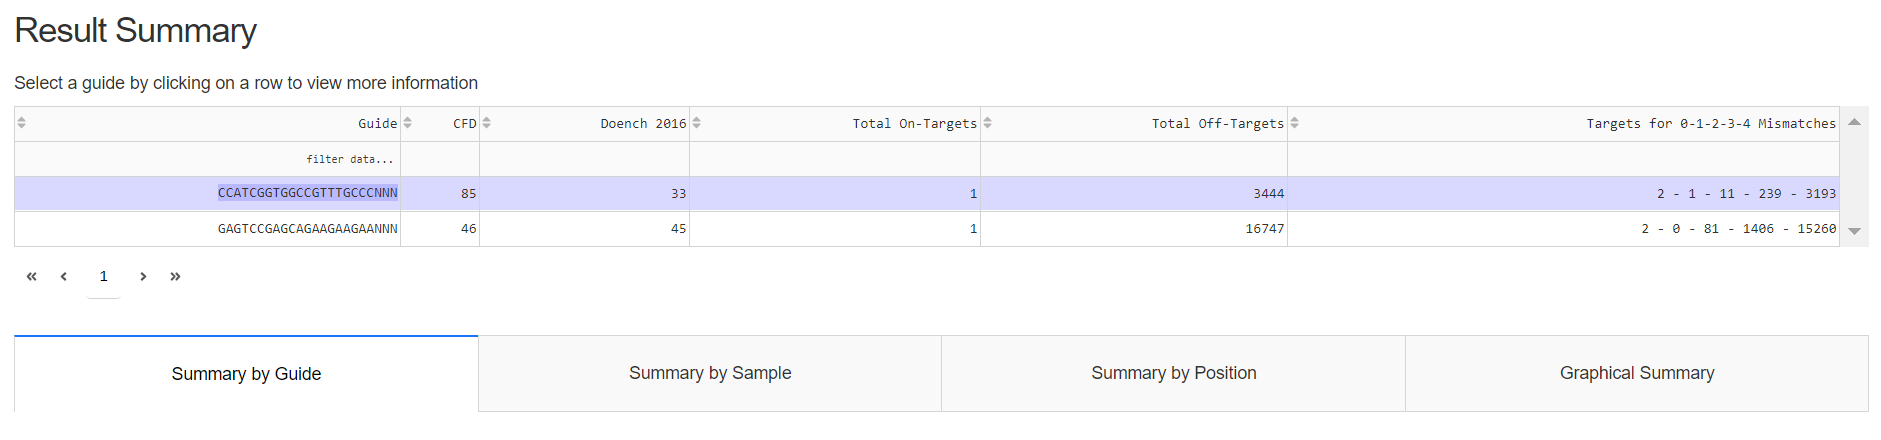 Result Summary
Select a guide by clicking on a row to view more information
Guide CFD Doench 2016 Total On-Targets Total Off-Targets Targets for 0-1-2-3-4 Mismatches
filter data...
CCATCGGTGGCCGTTTGCCCNNN 85 33 1 3444 2 - 1 - 11 - 239 - 3193
GAGTCCGAGCAGAAGAAGAANNN 46 45 1 16747 2 - 0 - 81 - 1406 - 15260
« ‹ 1 › »
Summary by Guide Summary by Sample Summary by Position Graphical Summary